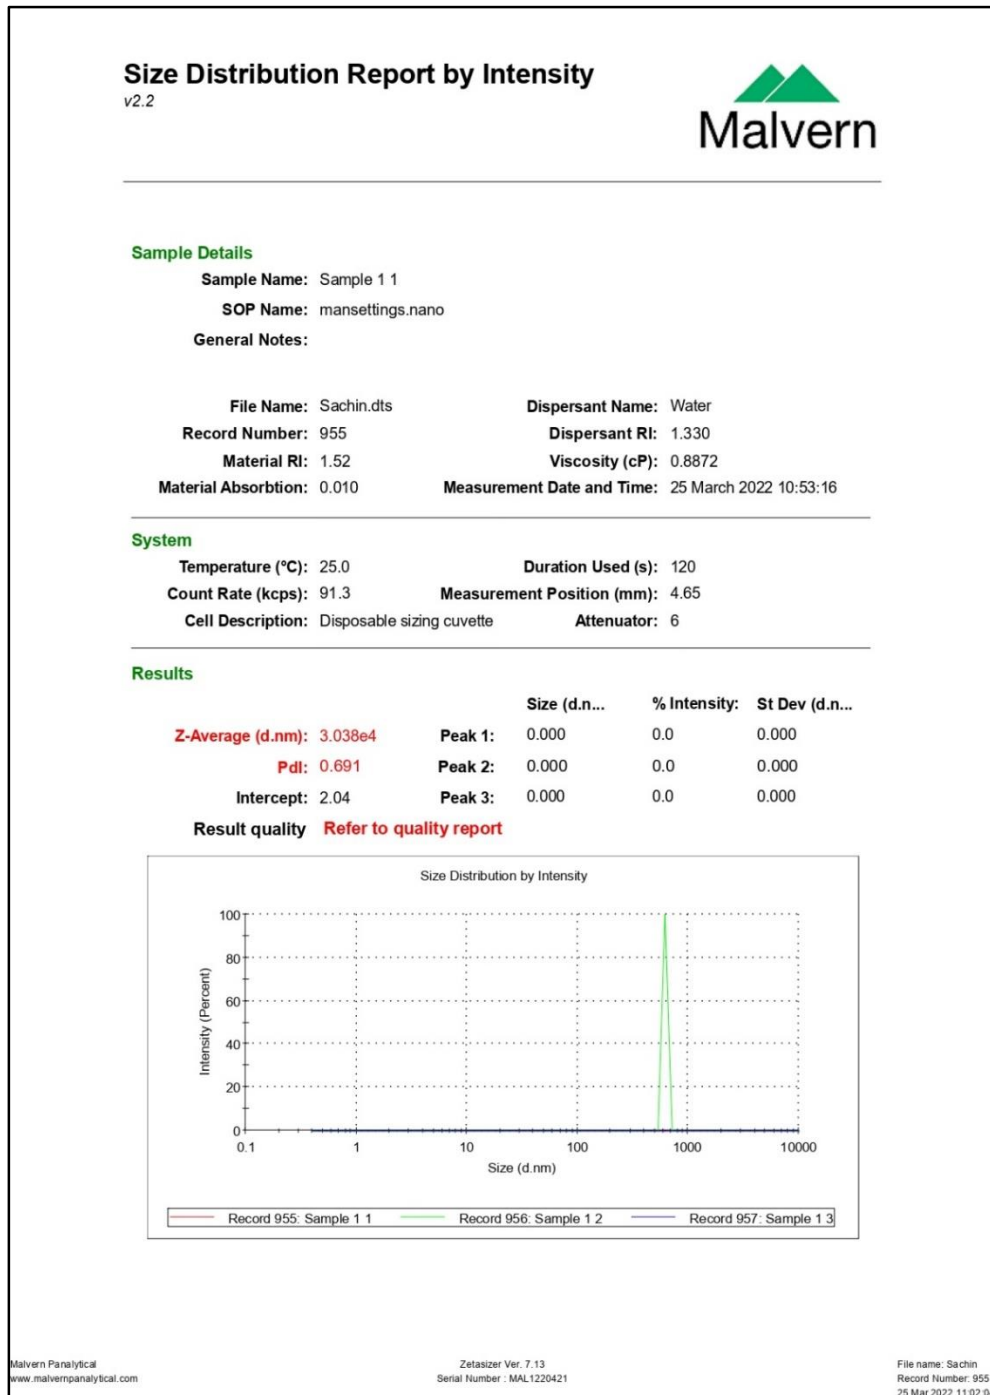 Size Distribution Report by Intensity
v2.2
Malvern
Sample Details
Sample Name: Sample 1 1
SOP Name: mansettings.nano
General Notes:
File Name: Sachin.dts Dispersant Name: Water
Record Number: 955 Dispersant RI: 1.330
Material RI: 1.52 Viscosity (cP): 0.8872
Material Absorbtion: 0.010 Measurement Date and Time: 25 March 2022 10:53:16
System
Temperature (°C): 25.0 Duration Used (s): 120
Count Rate (kcps): 91.3 Measurement Position (mm): 4.65
Cell Description: Disposable sizing cuvette Attenuator: 6
Results
Size (d.n... % Intensity: St Dev (d.n...
Z-Average (d.nm): 3.038e4 Peak 1: 0.000 0.0 0.000
PdI: 0.691 Peak 2: 0.000 0.0 0.000
Intercept: 2.04 Peak 3: 0.000 0.0 0.000
Result quality Refer to quality report
Size Distribution by Intensity
Intensity (Percent)
100
80
60
40
20
0
0.1 1 10 100 1000 10000
Size (d.nm)
Record 955: Sample 1 1 Record 956: Sample 1 2 Record 957: Sample 1 3
Malvern Panalytical Zetasizer Ver. 7.13 File name: Sachin
www.malvernpanalytical.com Serial Number : MAL1220421 Record Number: 955
25 Mar 2022 11:02:0